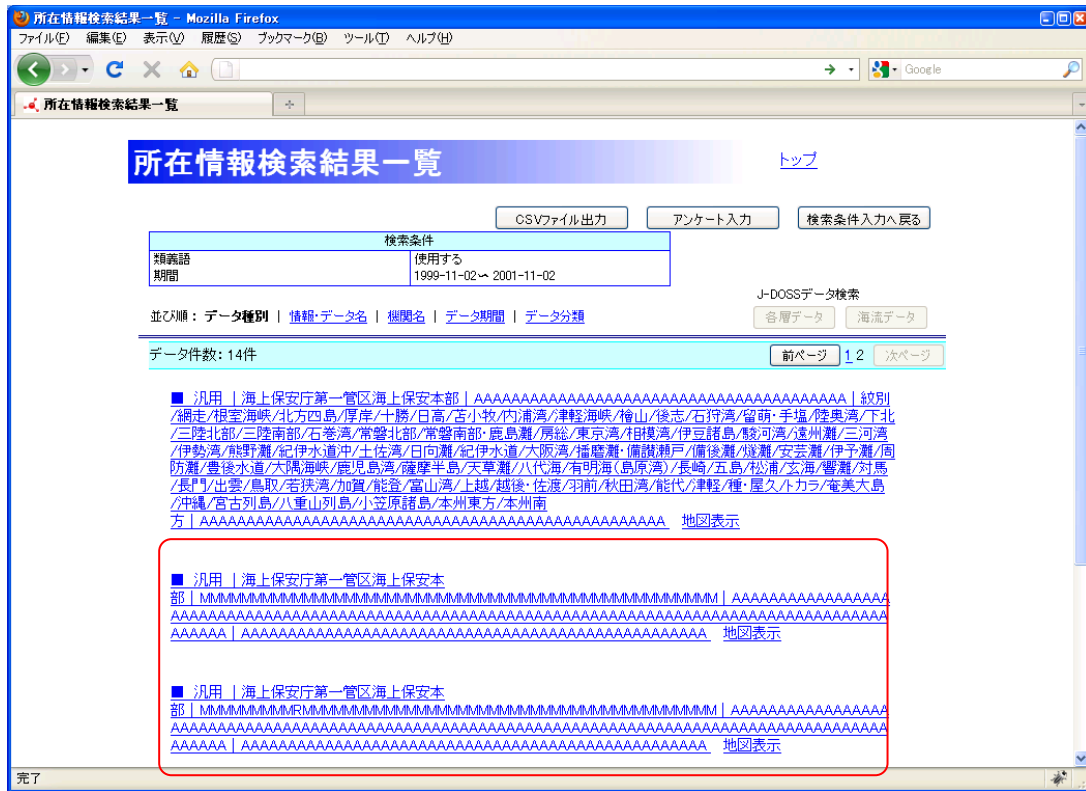 所在情報検索結果一覧 - Mozilla Firefox
ファイル(F) 編集(E) 表示(V) 履歴(S) ブックマーク(B) ツール(T) ヘルプ(H)
Google
所在情報検索結果一覧
所在情報検索結果一覧
トップ
CSVファイル出力 アンケート入力 検索条件入力へ戻る
検索条件
類義語 使用する
期間 1999-11-02～ 2001-11-02
J-DOSSデータ検索
並び順：データ種別 | 情報・データ名 | 機関名 | データ期間 | データ分類
各層データ 海流データ
データ件数：14件 前ページ 1 2 次ページ
■ 汎用 | 海上保安庁第一管区海上保安本部 | AAAAAAAAAAAAAAAAAAAAAAAAAAAAAAAAAAAAAAAA | 紋別
/網走/根室海峡/北方四島/厚岸/十勝/日高/苫小牧/内浦湾/津軽海峡/檜山/後志/石狩湾/留萌・手塩/陸奥湾/下北
/三陸北部/三陸南部/石巻湾/常磐北部/常磐南部・鹿島灘/房総/東京湾/相模湾/伊豆諸島/駿河湾/遠州灘/三河湾
/伊勢湾/熊野灘/紀伊水道沖/土佐湾/日向灘/紀伊水道/大阪湾/播磨灘・備讃瀬戸/備後灘/燧灘/安芸灘/伊予灘/周
防灘/豊後水道/大隅海峡/鹿児島湾/薩摩半島/天草灘/八代海/有明海(島原湾)/長崎/五島/松浦/玄海/響灘/対馬
/長門/出雲/鳥取/若狭湾/加賀/能登/富山湾/上越/越後・佐渡/羽前/秋田湾/能代/津軽/種・屋久/トカラ/奄美大島
/沖縄/宮古列島/八重山列島/小笠原諸島/本州東方/本州南
方 | AAAAAAAAAAAAAAAAAAAAAAAAAAAAAAAAAAAAAAAAAAAAAAAAAA 地図表示
■ 汎用 | 海上保安庁第一管区海上保安本
部 | MMMMMMMMMMMMMMMMMMMMMMMMMMMMMMMMMMMMMMMMMMMMMMMMMM | AAAAAAAAAAAAAAAAA
AAAAAAAAAAAAAAAAAAAAAAAAAAAAAAAAAAAAAAAAAAAAAAAAAAAAAAAAAAAAAAAAAAAAAAAAAAAAA
AAAAAA | AAAAAAAAAAAAAAAAAAAAAAAAAAAAAAAAAAAAAAAAAAAAAAAAAA 地図表示
■ 汎用 | 海上保安庁第一管区海上保安本
部 | MMMMMMMMMRMMMMMMMMMMMMMMMMMMMMMMMMMMMMMMMMMMMMMMMM | AAAAAAAAAAAAAAAAA
AAAAAAAAAAAAAAAAAAAAAAAAAAAAAAAAAAAAAAAAAAAAAAAAAAAAAAAAAAAAAAAAAAAAAAAAAAAAA
AAAAAA | AAAAAAAAAAAAAAAAAAAAAAAAAAAAAAAAAAAAAAAAAAAAAAAAAA 地図表示
完了